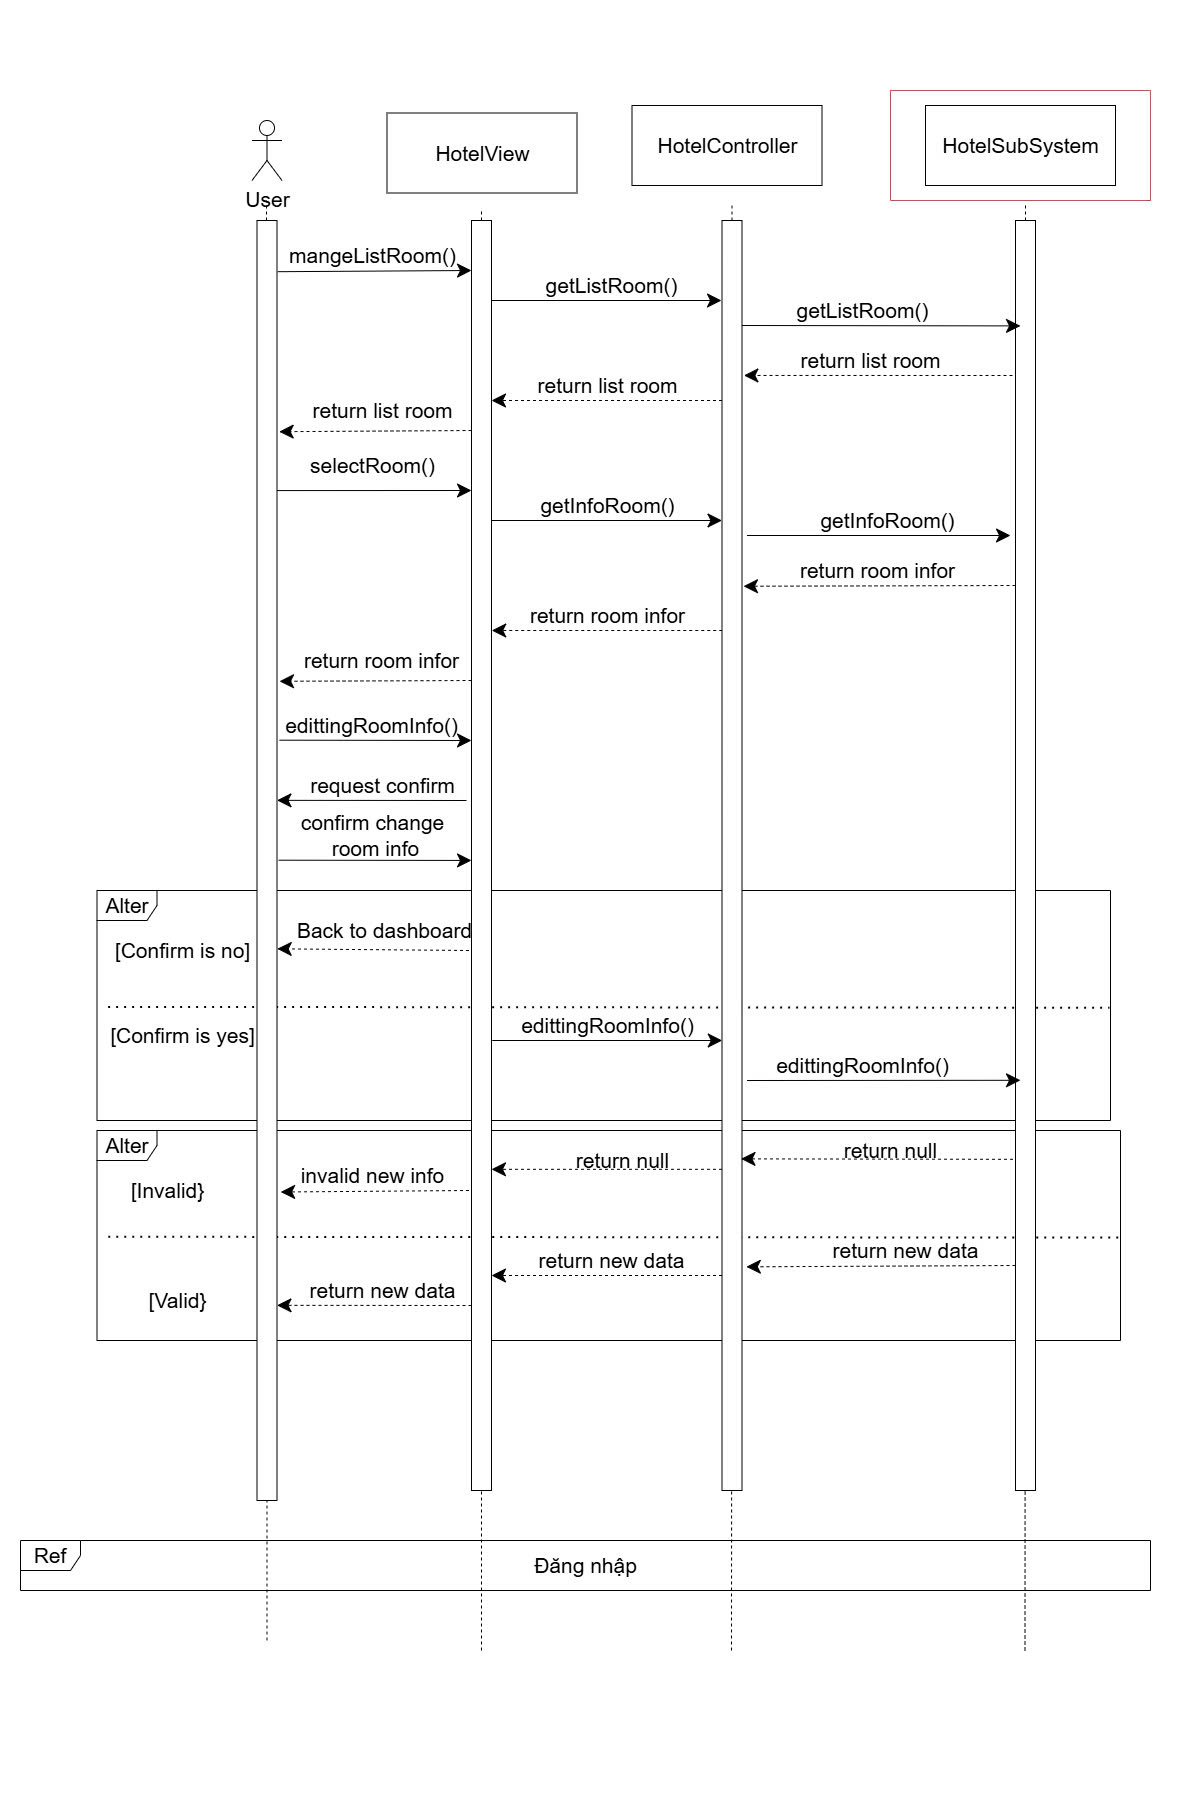 User
HotelView
HotelController
HotelSubSystem
mangeListRoom()
getListRoom()
getListRoom()
return list room
return list room
return list room
selectRoom()
getInfoRoom()
getInfoRoom()
return room infor
return room infor
return room infor
edittingRoomInfo()
request confirm
confirm change
room info
Alter
Back to dashboard
[Confirm is no]
[Confirm is yes]
edittingRoomInfo()
edittingRoomInfo()
Alter
return null
return null
invalid new info
[Invalid}
return new data
return new data
return new data
[Valid}
Ref
Đăng nhập